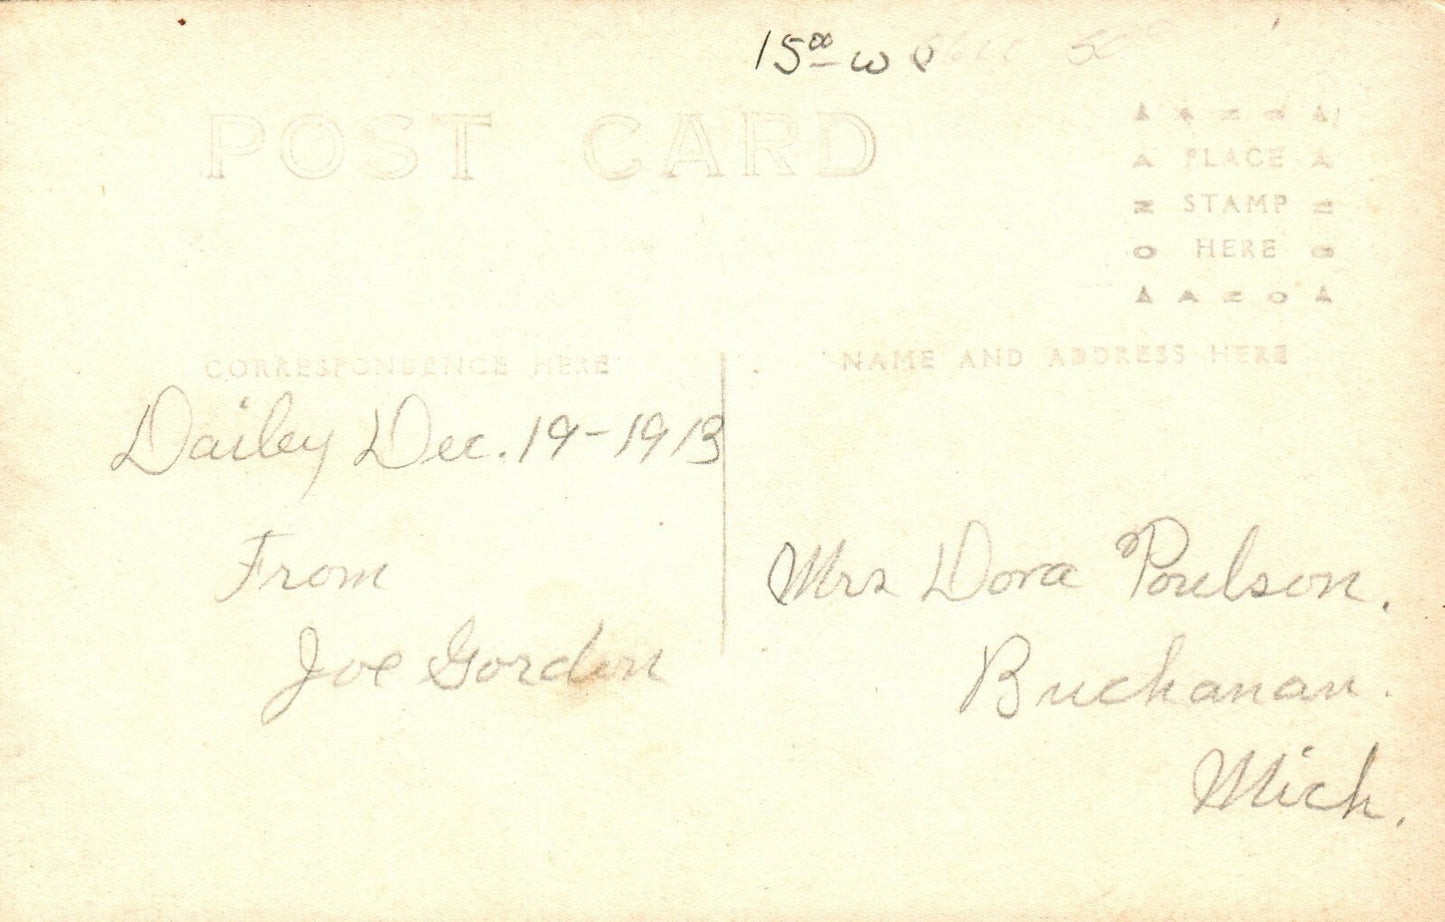 15⁰⁰ W
POST CARD
A A Z O A
A PLACE A
Z STAMP Z
O HERE O
A A Z O A
CORRESPONDENCE HERE
NAME AND ADDRESS HERE
Dailey Dec. 19-1913
From
Joe Gordon
Mrs Dora Poulson.
Buchanan.
Mich.